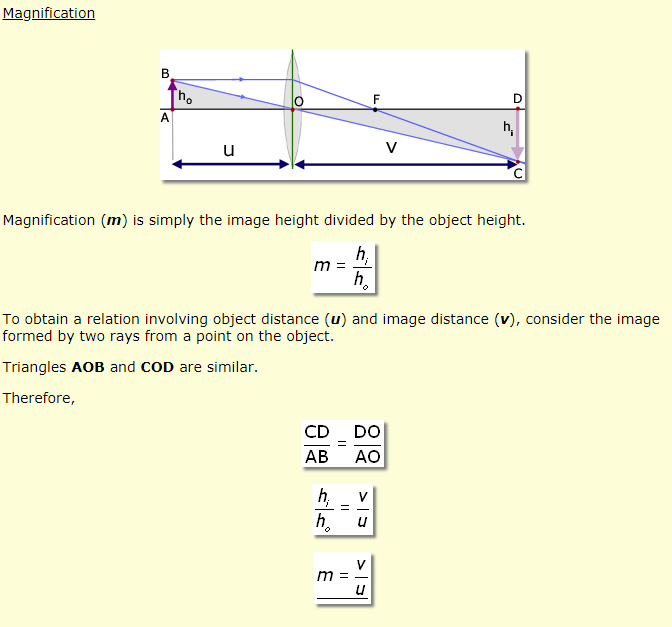 Magnification
B
hₒ
O
F
D
A
hᵢ
u
v
C
Magnification (m) is simply the image height divided by the object height.
m = hᵢ / hₒ
To obtain a relation involving object distance (u) and image distance (v), consider the image
formed by two rays from a point on the object.
Triangles AOB and COD are similar.
Therefore,
CD / AB = DO / AO
hᵢ / hₒ = v / u
m = v / u